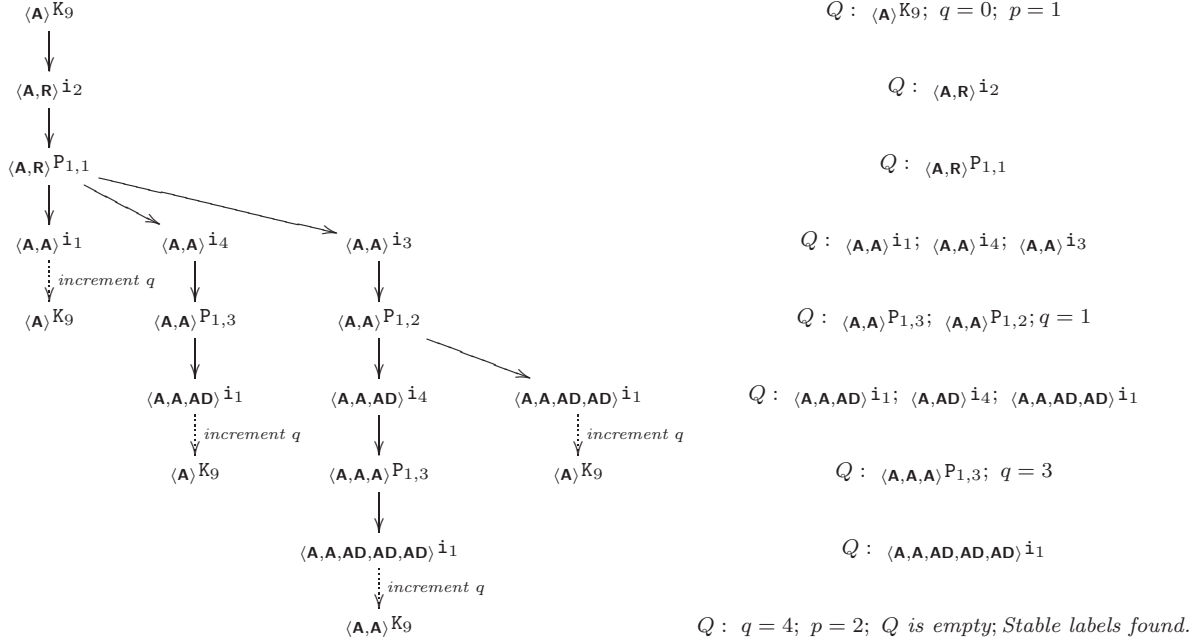 ⟨A⟩K9 Q : ⟨A⟩K9; q = 0; p = 1
⟨A,R⟩i2 Q : ⟨A,R⟩i2
⟨A,R⟩P1,1 Q : ⟨A,R⟩P1,1
⟨A,A⟩i1 ⟨A,A⟩i4 ⟨A,A⟩i3 Q : ⟨A,A⟩i1; ⟨A,A⟩i4; ⟨A,A⟩i3
increment q
⟨A⟩K9 ⟨A,A⟩P1,3 ⟨A,A⟩P1,2 Q : ⟨A,A⟩P1,3; ⟨A,A⟩P1,2; q = 1
⟨A,A,AD⟩i1 ⟨A,A,AD⟩i4 ⟨A,A,AD,AD⟩i1 Q : ⟨A,A,AD⟩i1; ⟨A,AD⟩i4; ⟨A,A,AD,AD⟩i1
increment q increment q
⟨A⟩K9 ⟨A,A,A⟩P1,3 ⟨A⟩K9 Q : ⟨A,A,A⟩P1,3; q = 3
⟨A,A,AD,AD,AD⟩i1 Q : ⟨A,A,AD,AD,AD⟩i1
increment q
⟨A,A⟩K9 Q : q = 4; p = 2; Q is empty; Stable labels found.